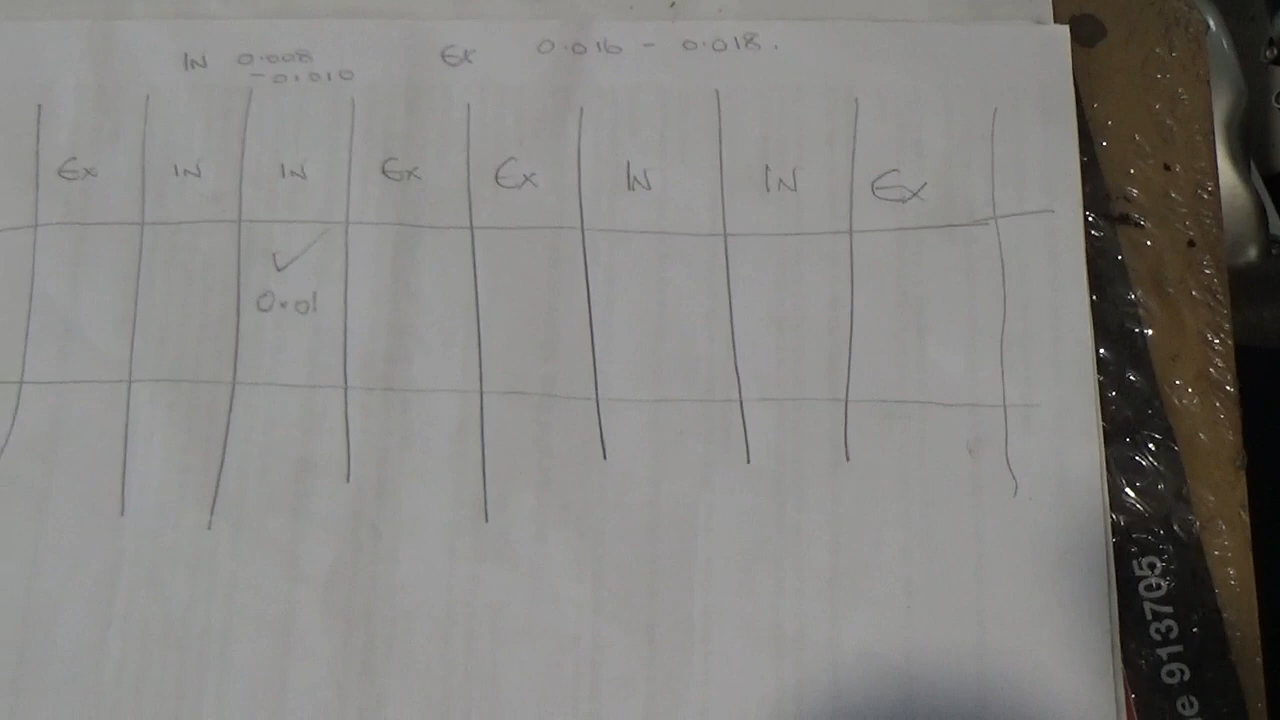 IN 0.008 Ex 0.016 - 0.018.
- 0.010
Ex IN IN Ex Ex IN IN Ex
✓
0.01
e 913705